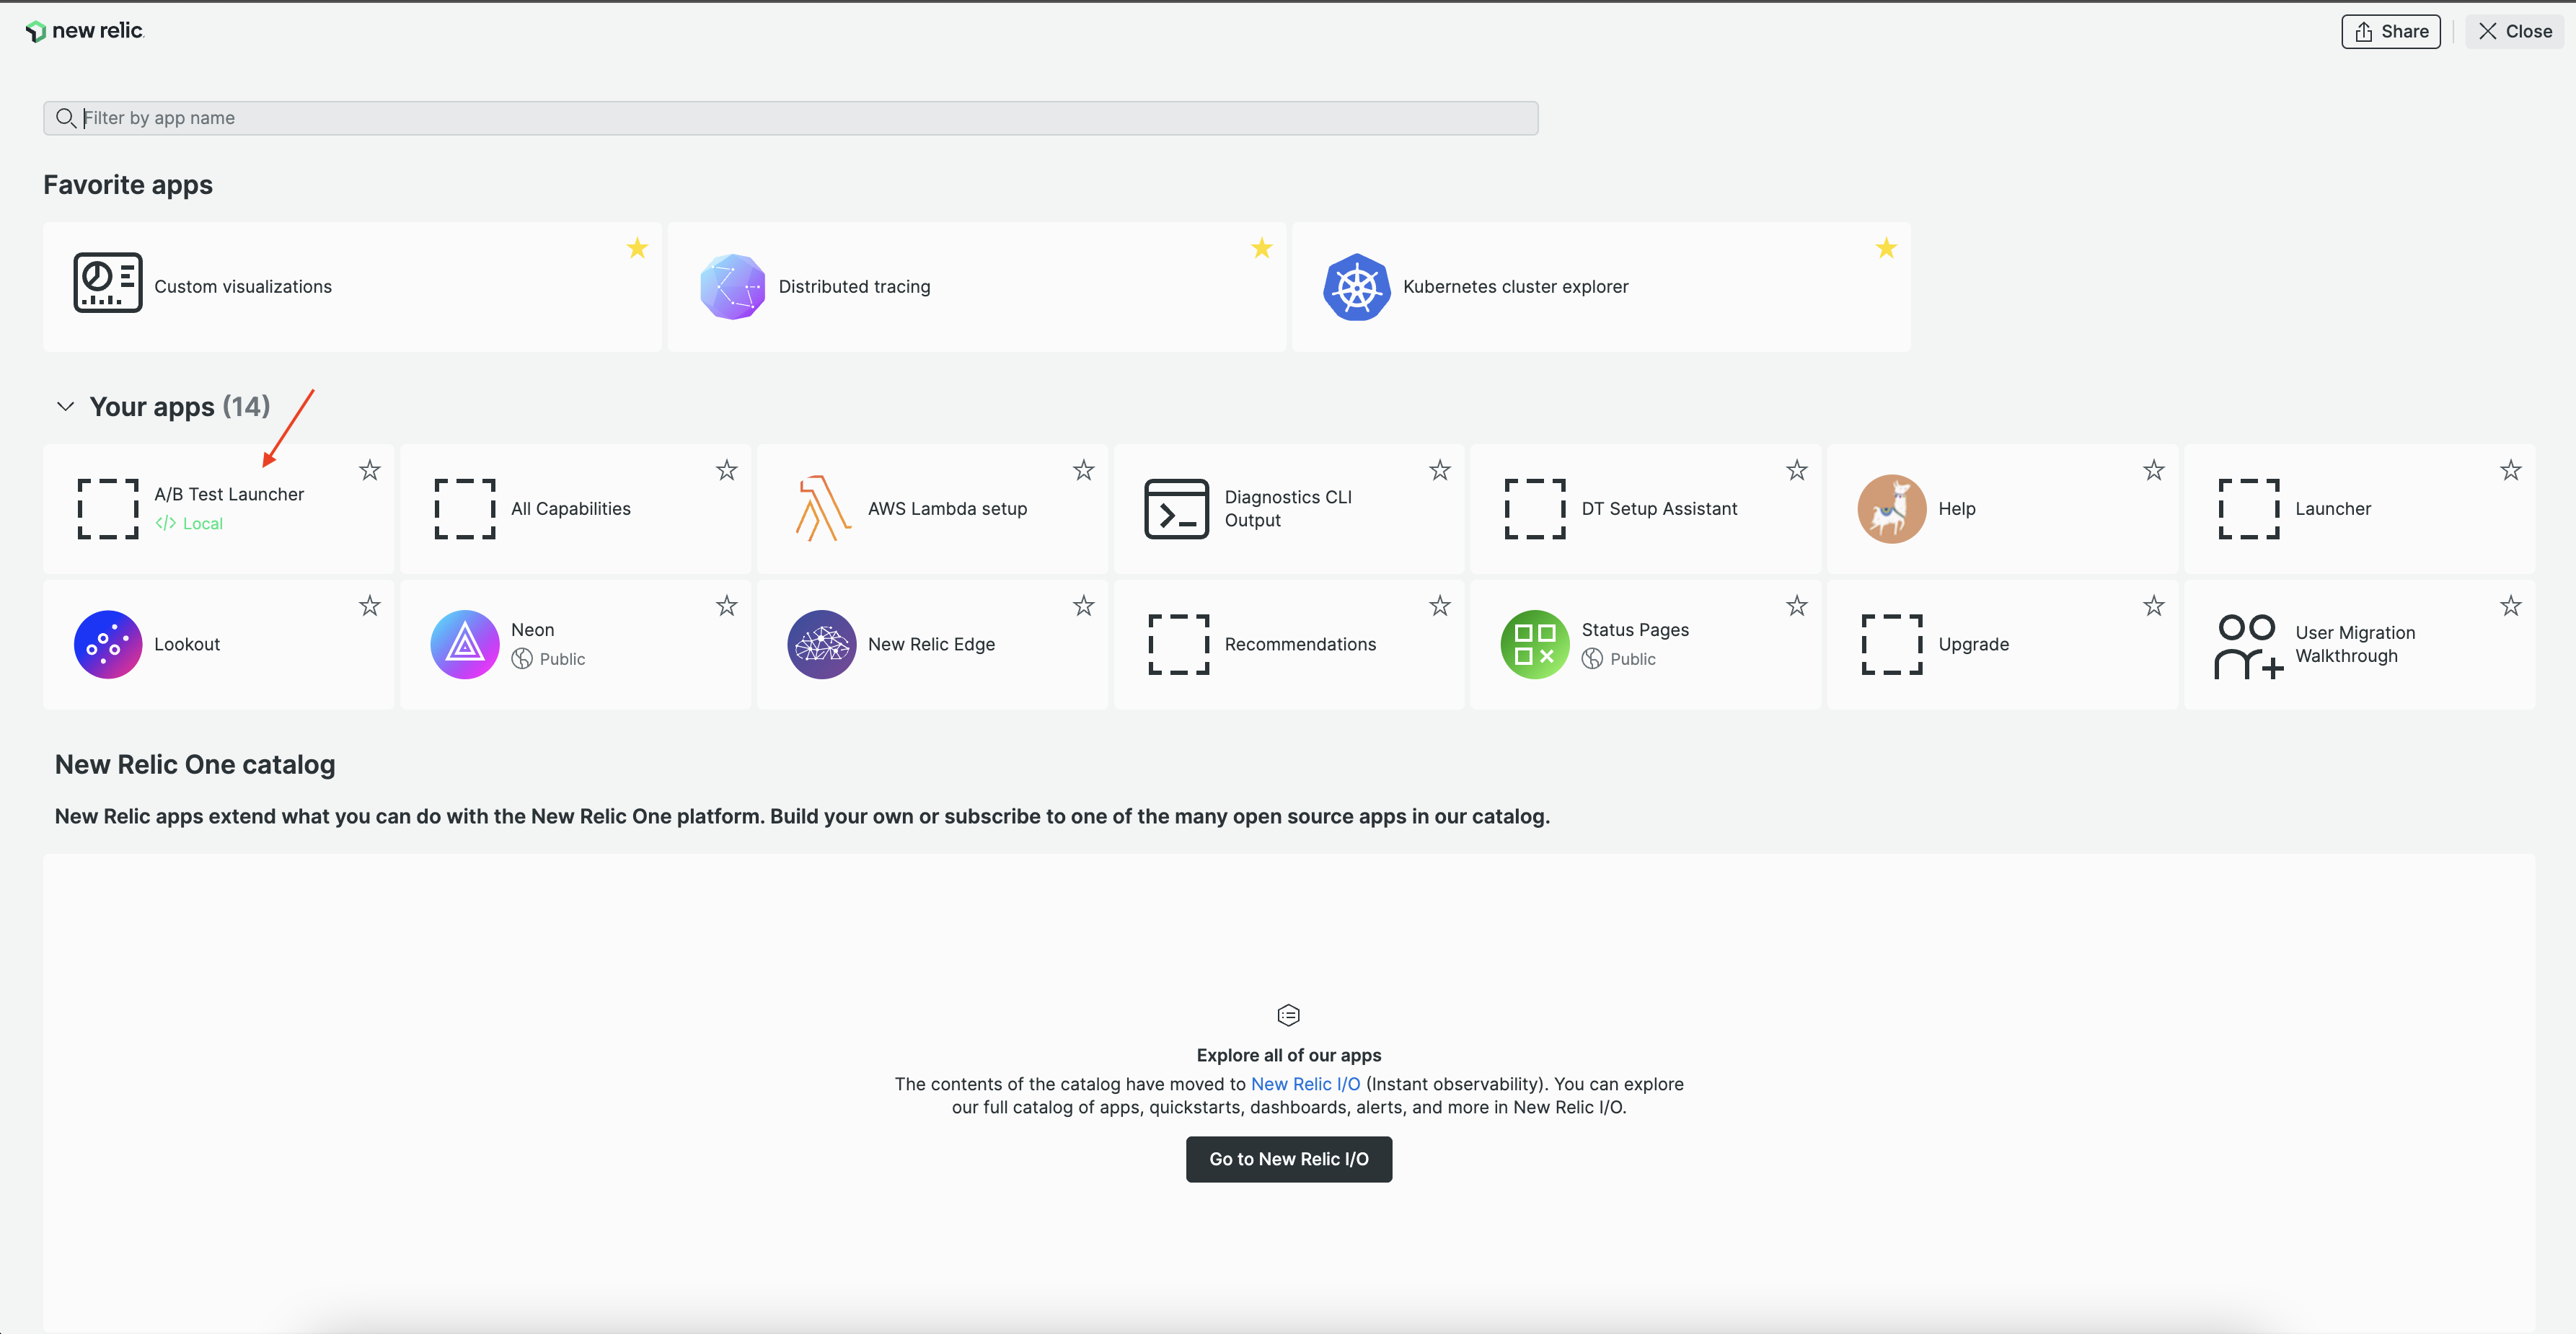 new relic.
Share
Close
Filter by app name
Favorite apps
Custom visualizations
Distributed tracing
Kubernetes cluster explorer
Your apps (14)
A/B Test Launcher
</> Local
All Capabilities
AWS Lambda setup
Diagnostics CLI
Output
DT Setup Assistant
Help
Launcher
Lookout
Neon
Public
New Relic Edge
Recommendations
Status Pages
Public
Upgrade
User Migration
Walkthrough
New Relic One catalog
New Relic apps extend what you can do with the New Relic One platform. Build your own or subscribe to one of the many open source apps in our catalog.
Explore all of our apps
The contents of the catalog have moved to New Relic I/O (Instant observability). You can explore
our full catalog of apps, quickstarts, dashboards, alerts, and more in New Relic I/O.
Go to New Relic I/O